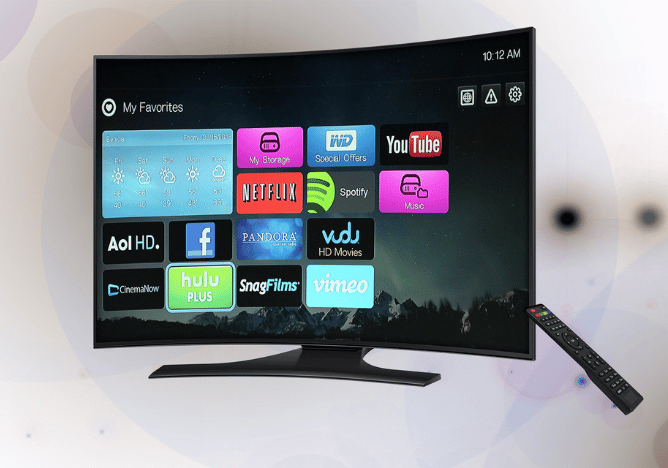 10:12 AM
My Favorites
My Storage
WD
Special Offers
YouTube
NETFLIX
Spotify
Music
Aol HD.
f
PANDORA
vudu
HD Movies
CinemaNow
hulu
PLUS
SnagFilms
vimeo